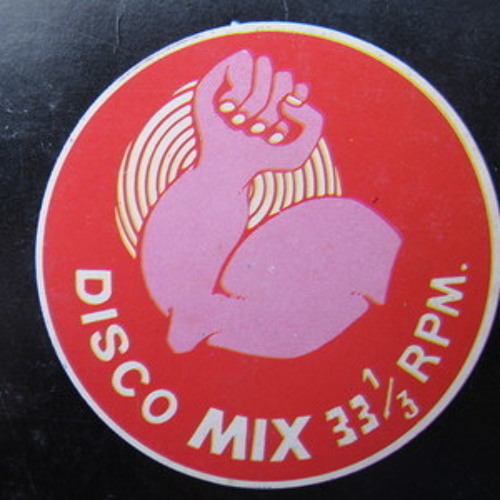 DISCO MIX 33 1/3 RPM.